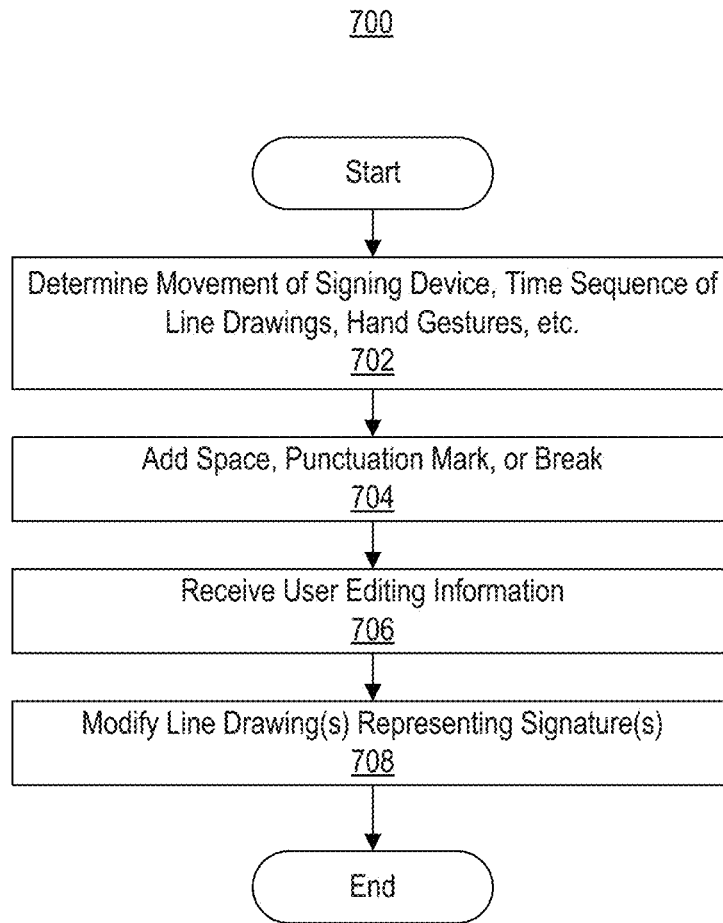 700
Start
Determine Movement of Signing Device, Time Sequence of
Line Drawings, Hand Gestures, etc.
702
Add Space, Punctuation Mark, or Break
704
Receive User Editing Information
706
Modify Line Drawing(s) Representing Signature(s)
708
End